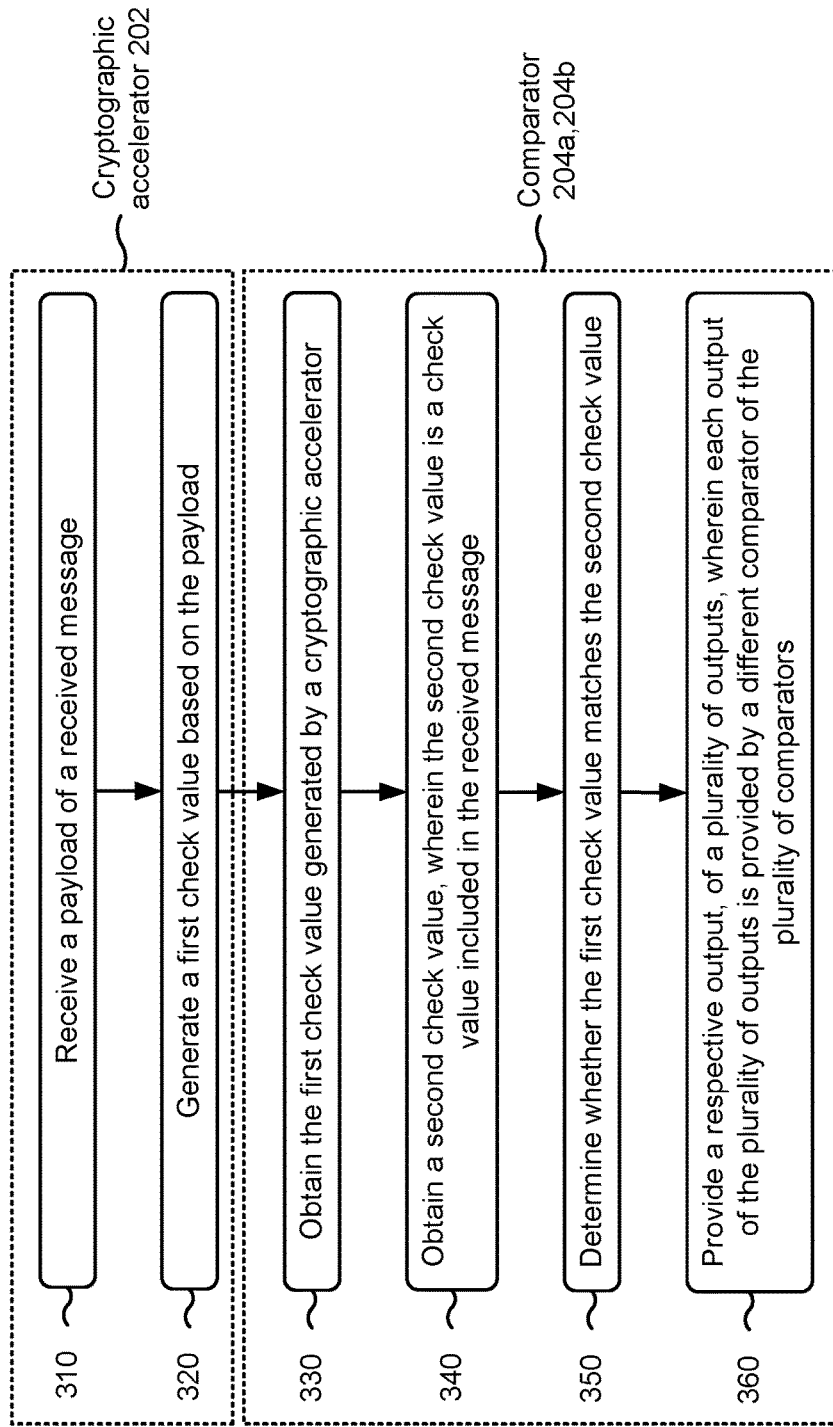 Cryptographic
accelerator 202
310
Receive a payload of a received message
320
Generate a first check value based on the payload
Comparator
204a,204b
330
Obtain the first check value generated by a cryptographic accelerator
340
Obtain a second check value, wherein the second check value is a check
value included in the received message
350
Determine whether the first check value matches the second check value
360
Provide a respective output, of a plurality of outputs, wherein each output
of the plurality of outputs is provided by a different comparator of the
plurality of comparators